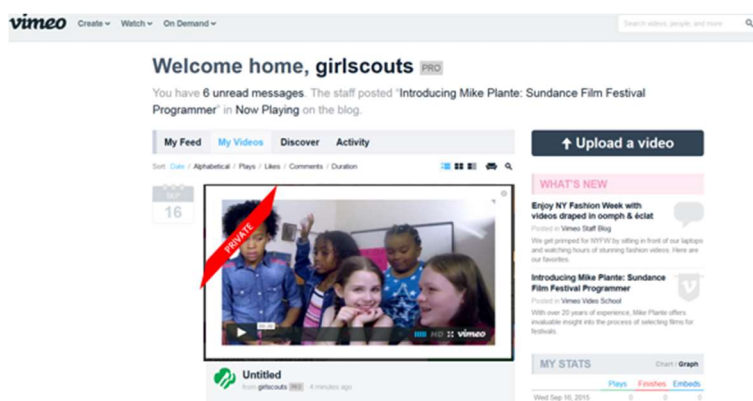 vimeo Create Watch On Demand Search videos, people, and more
Welcome home, girlscouts PRO
You have 6 unread messages. The staff posted "Introducing Mike Plante: Sundance Film Festival
Programmer" in Now Playing on the blog.
My Feed My Videos Discover Activity
Sort: Date / Alphabetical / Plays / Likes / Comments / Duration
SEP
16
PRIVATE
00:00
HD vimeo
Untitled
from girlscouts PRO 4 minutes ago
Upload a video
WHAT'S NEW
Enjoy NY Fashion Week with
videos draped in oomph & éclat
Posted in Vimeo Staff Blog
We get primped for NYFW by sitting in front of our laptops
and watching hours of stunning fashion videos. Here are
our favorites.
Introducing Mike Plante: Sundance
Film Festival Programmer
Posted in Vimeo Video School
With over 20 years of experience, Mike Plante offers
invaluable insight into the process of selecting films for
festivals.
MY STATS Chart / Graph
Plays Finishes Embeds
Wed Sep 16, 2015 0 0 0